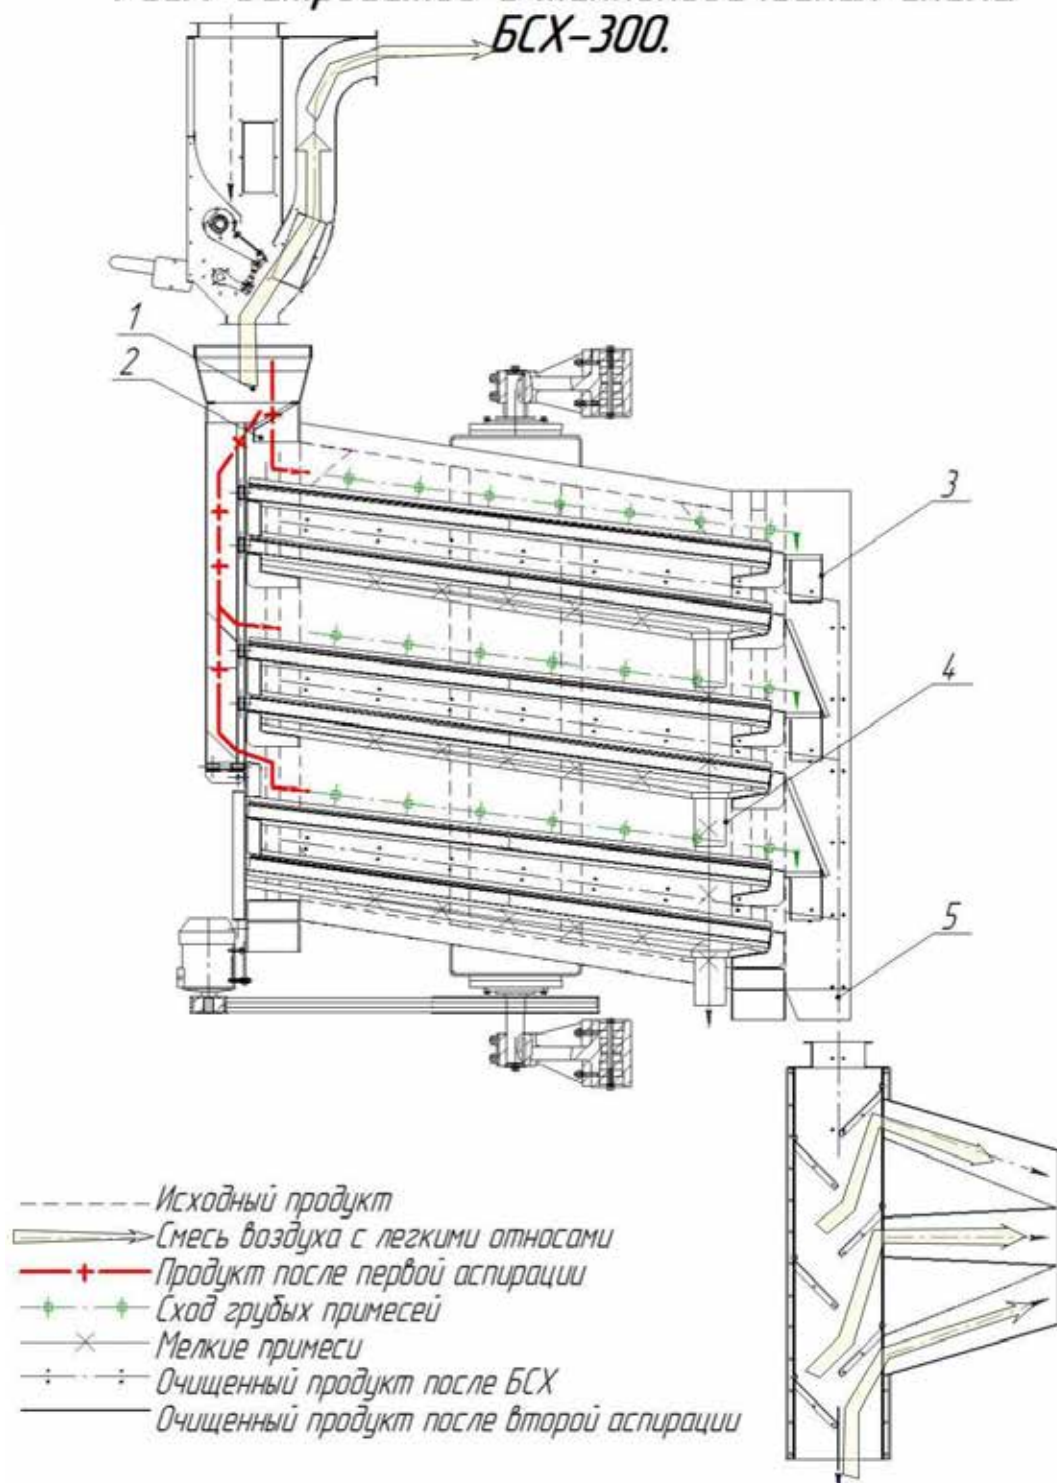 БСХ-300.
1
2
3
4
5
Исходный продукт
Смесь воздуха с легкими относами
Продукт после первой аспирации
Сход грубых примесей
Мелкие примеси
Очищенный продукт после БСХ
Очищенный продукт после второй аспирации